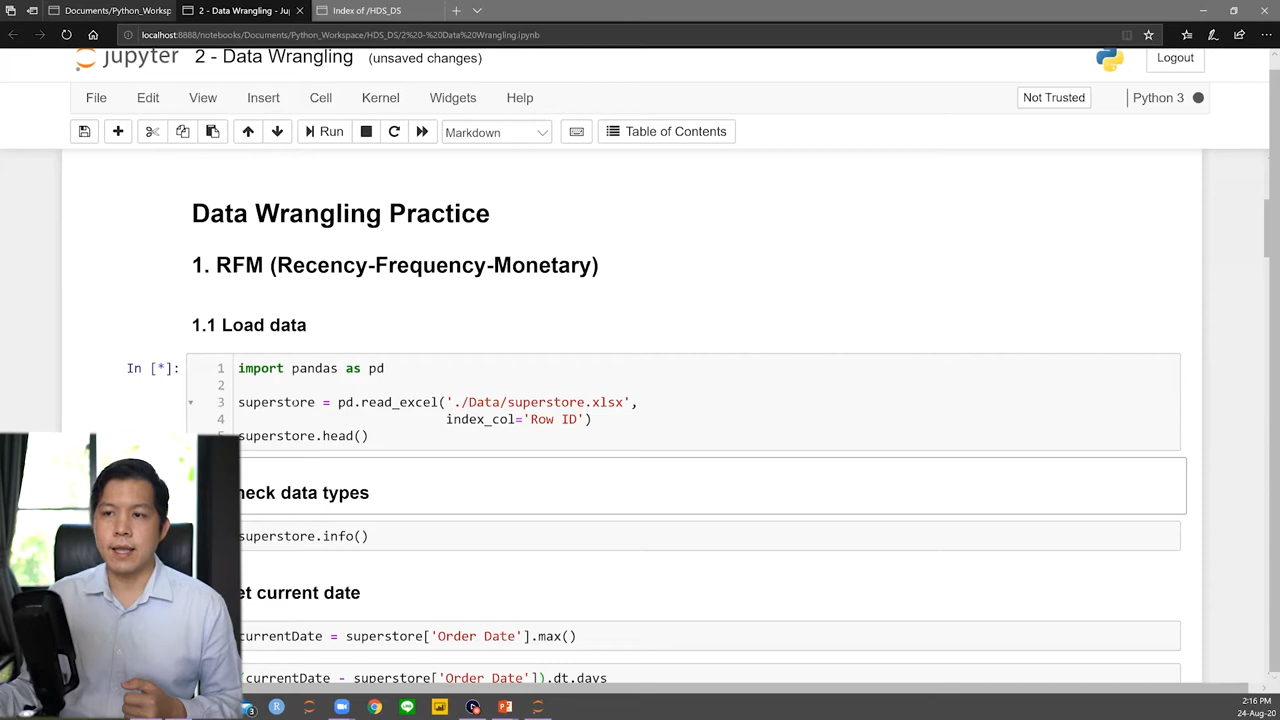 Documents/Python_Worksp
2 - Data Wrangling - Ju
Index of /HDS_DS
localhost:8888/notebooks/Documents/Python_Workspace/HDS_DS/2%20-%20Data%20Wrangling.ipynb
jupyter 2 - Data Wrangling (unsaved changes)
Logout
File Edit View Insert Cell Kernel Widgets Help
Not Trusted
Python 3
Run
Markdown
Table of Contents
Data Wrangling Practice
1. RFM (Recency-Frequency-Monetary)
1.1 Load data
In [*]:
1 import pandas as pd
2
3 superstore = pd.read_excel('./Data/superstore.xlsx',
4 index_col='Row ID')
superstore.head()
heck data types
superstore.info()
et current date
currentDate = superstore['Order Date'].max()
(currentDate - superstore['Order Date']).dt.days
2:16 PM
24-Aug-20